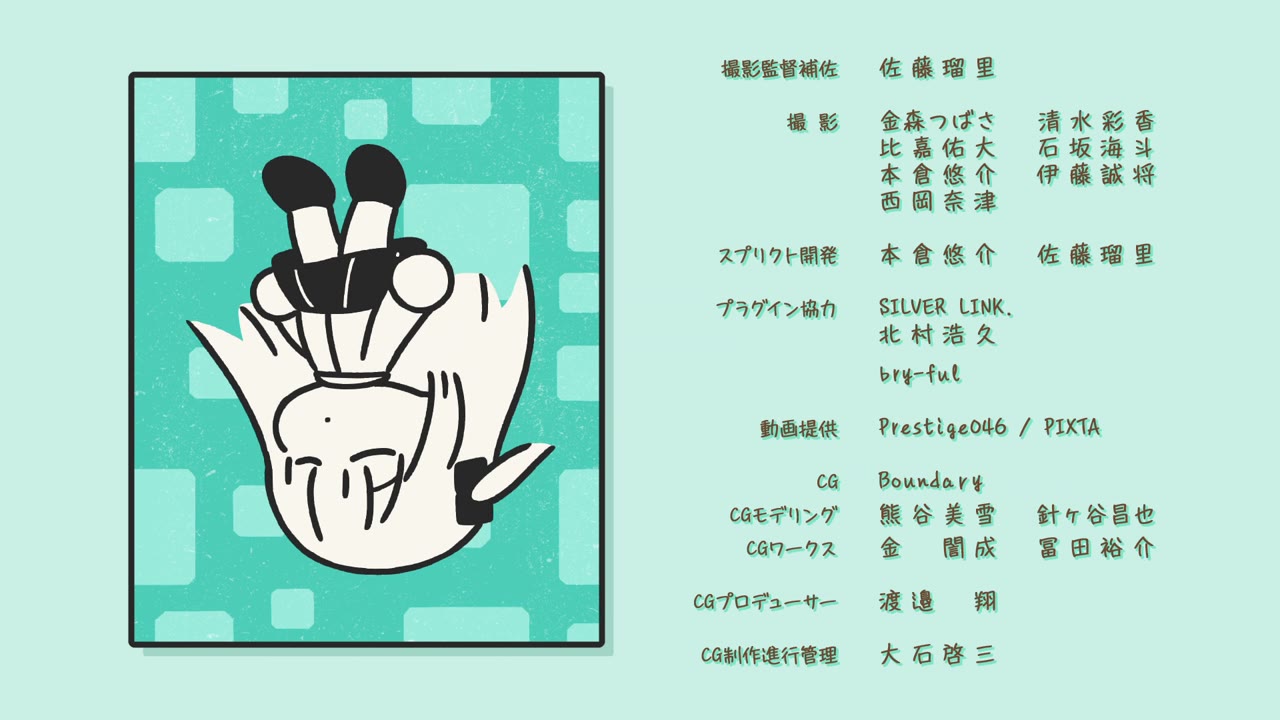 撮影監督補佐 佐藤瑠里
撮影 金森つばさ 清水彩香
比嘉佑大 石坂海斗
本倉悠介 伊藤誠将
西岡奈津
スプリクト開発 本倉悠介 佐藤瑠里
プラグイン協力 SILVER LINK.
北村浩久
bry-ful
動画提供 Prestige046 / PIXTA
CG Boundary
CGモデリング 熊谷美雪 針ヶ谷昌也
CGワークス 金 誾成 冨田裕介
CGプロデューサー 渡邉 翔
CG制作進行管理 大石啓三